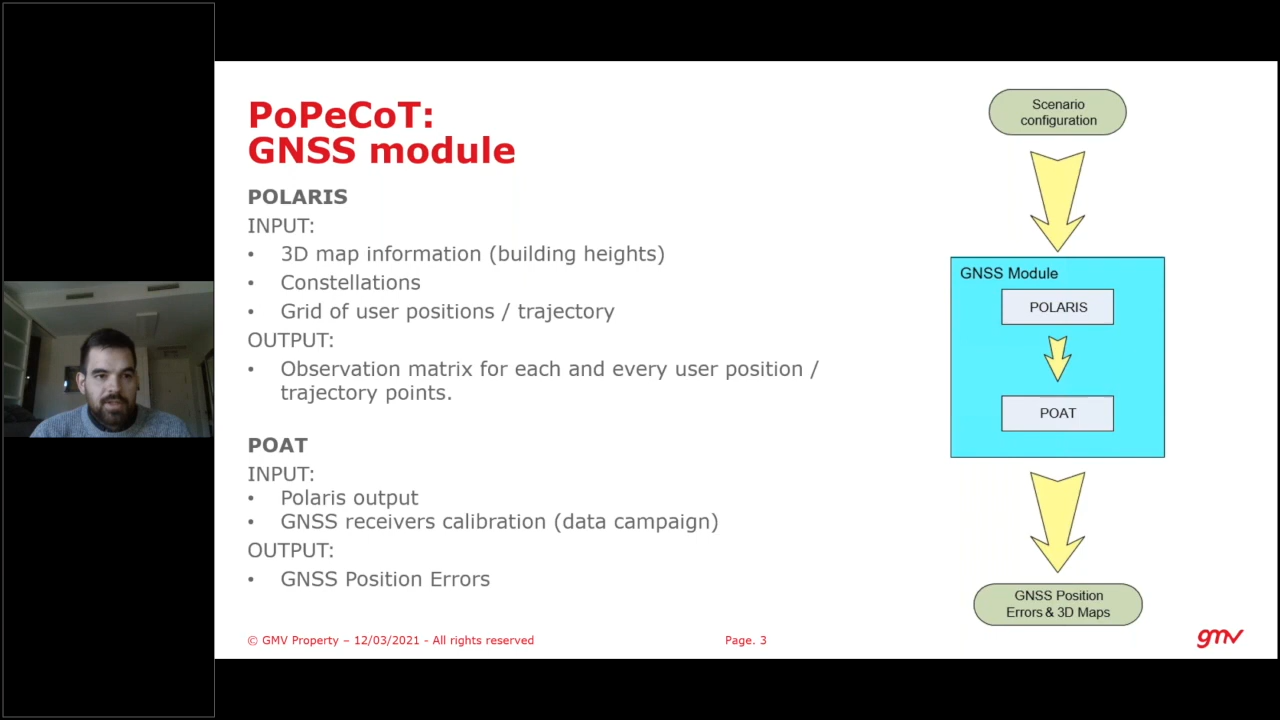 PoPeCoT:
GNSS module
POLARIS
INPUT:
• 3D map information (building heights)
• Constellations
• Grid of user positions / trajectory
OUTPUT:
• Observation matrix for each and every user position /
trajectory points.
POAT
INPUT:
• Polaris output
• GNSS receivers calibration (data campaign)
OUTPUT:
• GNSS Position Errors
Scenario
configuration
GNSS Module
POLARIS
POAT
GNSS Position
Errors & 3D Maps
© GMV Property – 12/03/2021 - All rights reserved
Page. 3
gmv